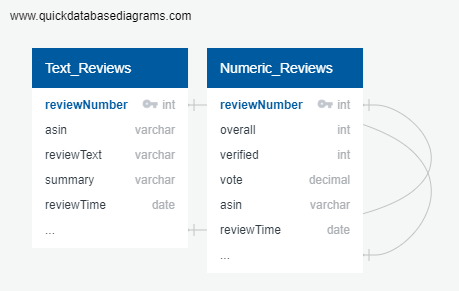 www.quickdatabasediagrams.com
Text_Reviews
reviewNumber int
asin varchar
reviewText varchar
summary varchar
reviewTime date
...
Numeric_Reviews
reviewNumber int
overall int
verified int
vote decimal
asin varchar
reviewTime date
...